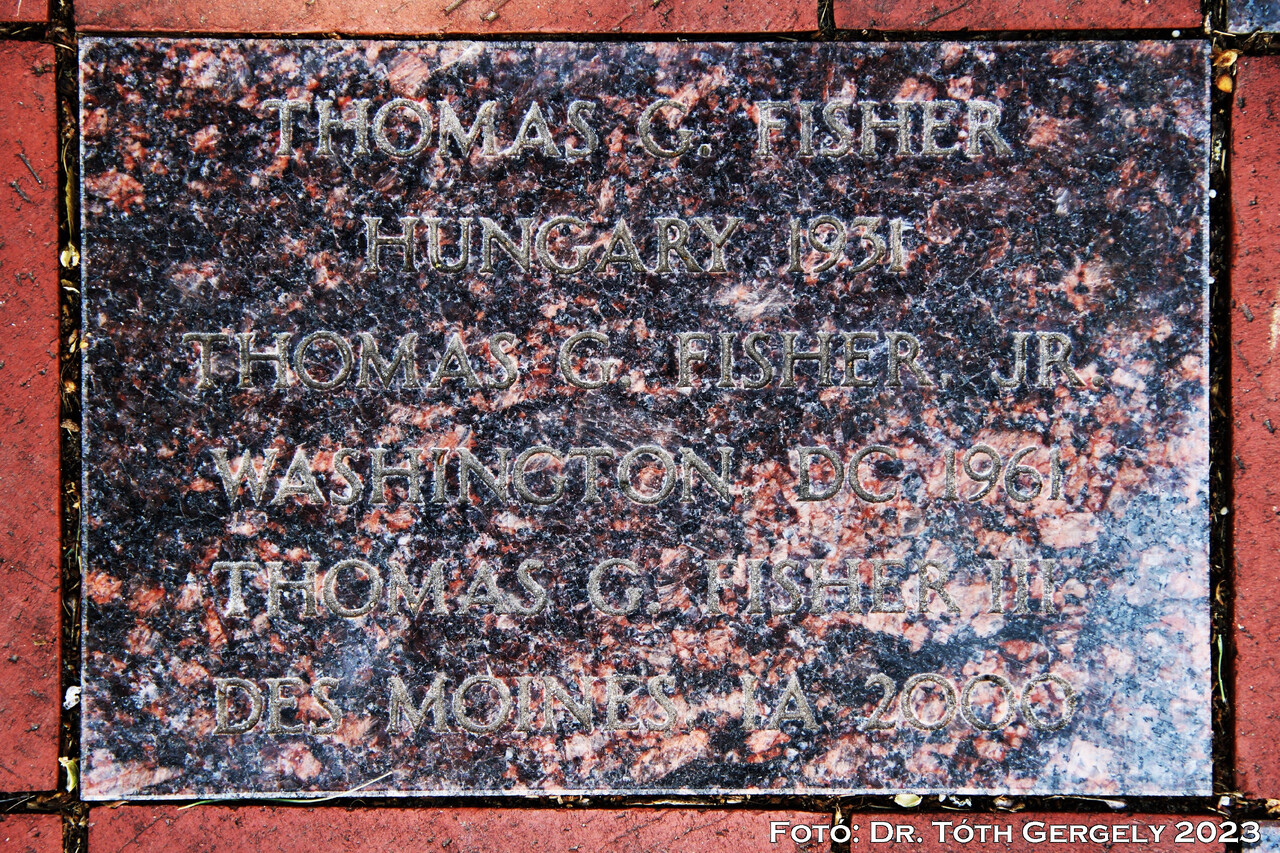 THOMAS G. FISHER
HUNGARY 1931
THOMAS G. FISHER, JR.
WASHINGTON, DC 1961
THOMAS G. FISHER III
DES MOINES IA 2000
FOTÓ: DR. TÓTH GERGELY 2023